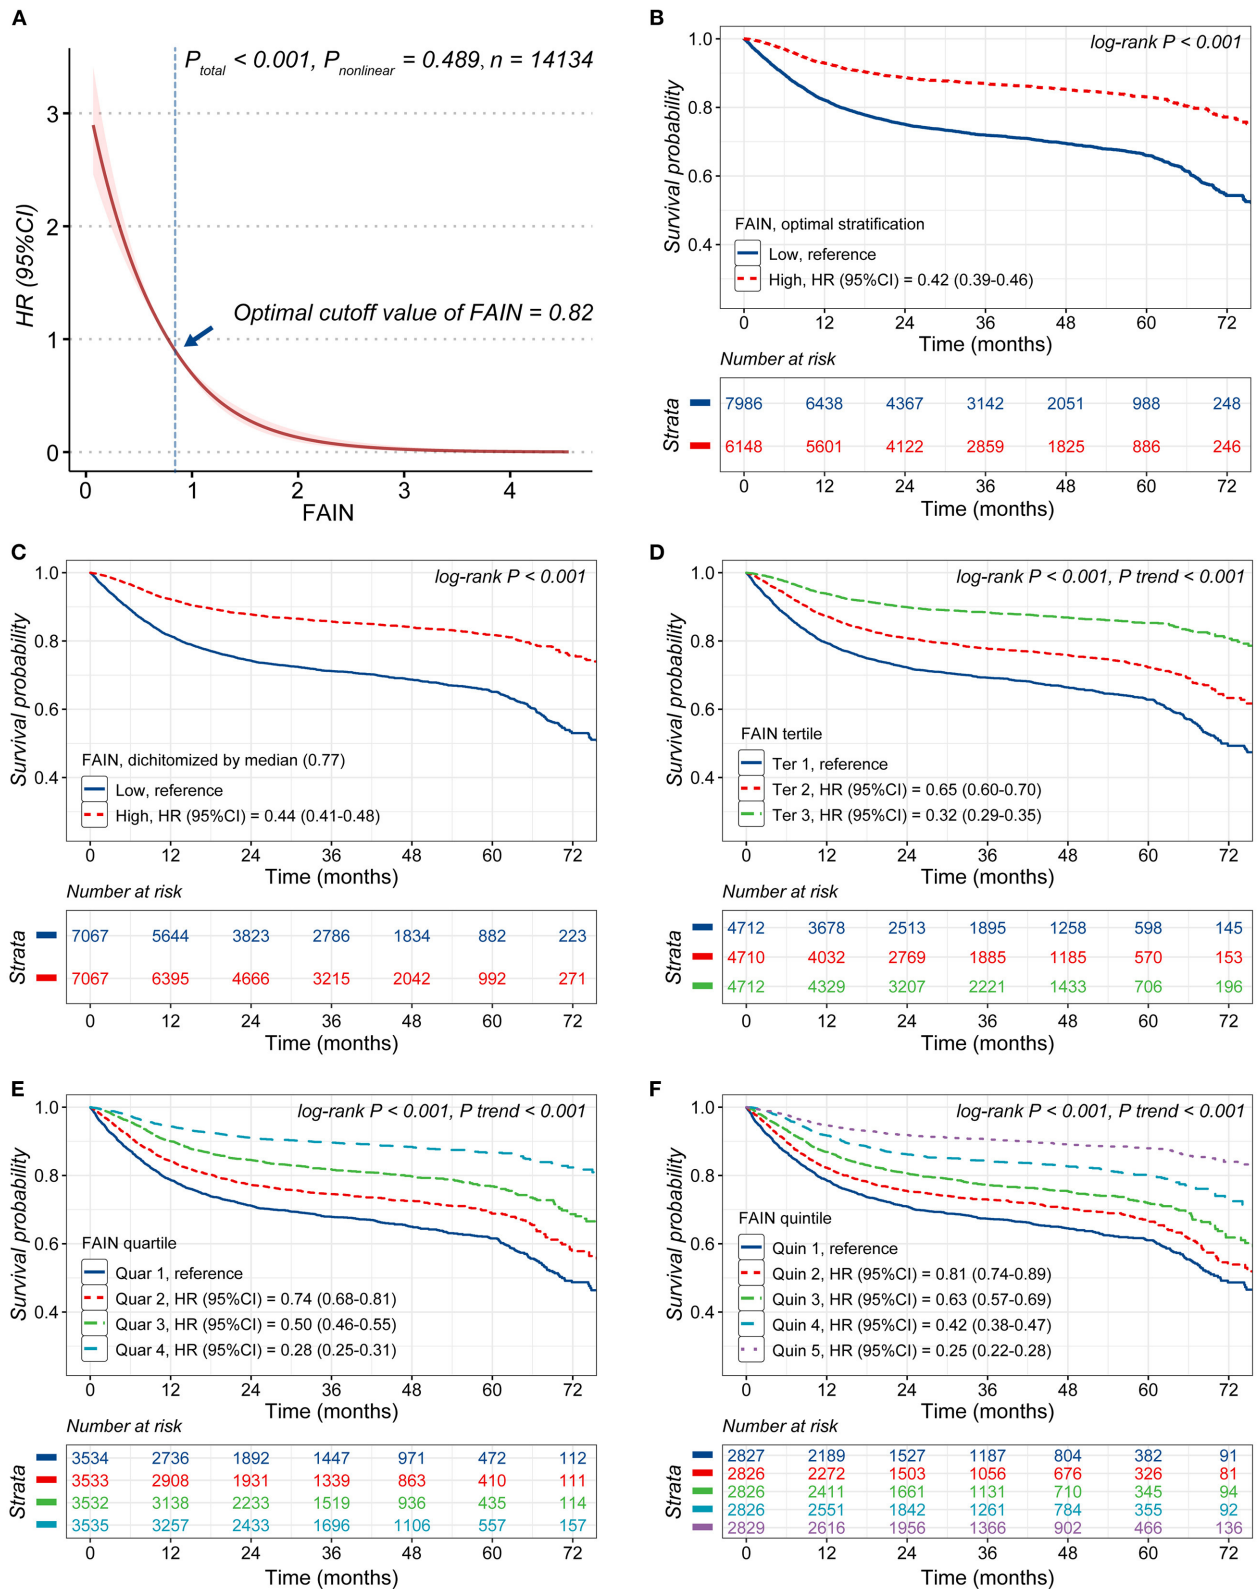 A
P total < 0.001, P nonlinear = 0.489, n = 14134
HR (95%CI)
3
2
1
0
Optimal cutoff value of FAIN = 0.82
0 1 2 3 4
FAIN
B
log-rank P < 0.001
Survival probability
1.0
0.8
0.6
0.4
FAIN, optimal stratification
Low, reference
High, HR (95%CI) = 0.42 (0.39-0.46)
0 12 24 36 48 60 72
Time (months)
Number at risk
Strata
7986 6438 4367 3142 2051 988 248
6148 5601 4122 2859 1825 886 246
0 12 24 36 48 60 72
Time (months)
C
log-rank P < 0.001
Survival probability
1.0
0.8
0.6
0.4
FAIN, dichitomized by median (0.77)
Low, reference
High, HR (95%CI) = 0.44 (0.41-0.48)
0 12 24 36 48 60 72
Time (months)
Number at risk
Strata
7067 5644 3823 2786 1834 882 223
7067 6395 4666 3215 2042 992 271
0 12 24 36 48 60 72
Time (months)
D
log-rank P < 0.001, P trend < 0.001
Survival probability
1.0
0.8
0.6
0.4
FAIN tertile
Ter 1, reference
Ter 2, HR (95%CI) = 0.65 (0.60-0.70)
Ter 3, HR (95%CI) = 0.32 (0.29-0.35)
0 12 24 36 48 60 72
Time (months)
Number at risk
Strata
4712 3678 2513 1895 1258 598 145
4710 4032 2769 1885 1185 570 153
4712 4329 3207 2221 1433 706 196
0 12 24 36 48 60 72
Time (months)
E
log-rank P < 0.001, P trend < 0.001
Survival probability
1.0
0.8
0.6
0.4
FAIN quartile
Quar 1, reference
Quar 2, HR (95%CI) = 0.74 (0.68-0.81)
Quar 3, HR (95%CI) = 0.50 (0.46-0.55)
Quar 4, HR (95%CI) = 0.28 (0.25-0.31)
0 12 24 36 48 60 72
Time (months)
Number at risk
Strata
3534 2736 1892 1447 971 472 112
3533 2908 1931 1339 863 410 111
3532 3138 2233 1519 936 435 114
3535 3257 2433 1696 1106 557 157
0 12 24 36 48 60 72
Time (months)
F
log-rank P < 0.001, P trend < 0.001
Survival probability
1.0
0.8
0.6
0.4
FAIN quintile
Quin 1, reference
Quin 2, HR (95%CI) = 0.81 (0.74-0.89)
Quin 3, HR (95%CI) = 0.63 (0.57-0.69)
Quin 4, HR (95%CI) = 0.42 (0.38-0.47)
Quin 5, HR (95%CI) = 0.25 (0.22-0.28)
0 12 24 36 48 60 72
Time (months)
Number at risk
Strata
2827 2189 1527 1187 804 382 91
2826 2272 1503 1056 676 326 81
2826 2411 1661 1131 710 345 94
2826 2551 1842 1261 784 355 92
2829 2616 1956 1366 902 466 136
0 12 24 36 48 60 72
Time (months)